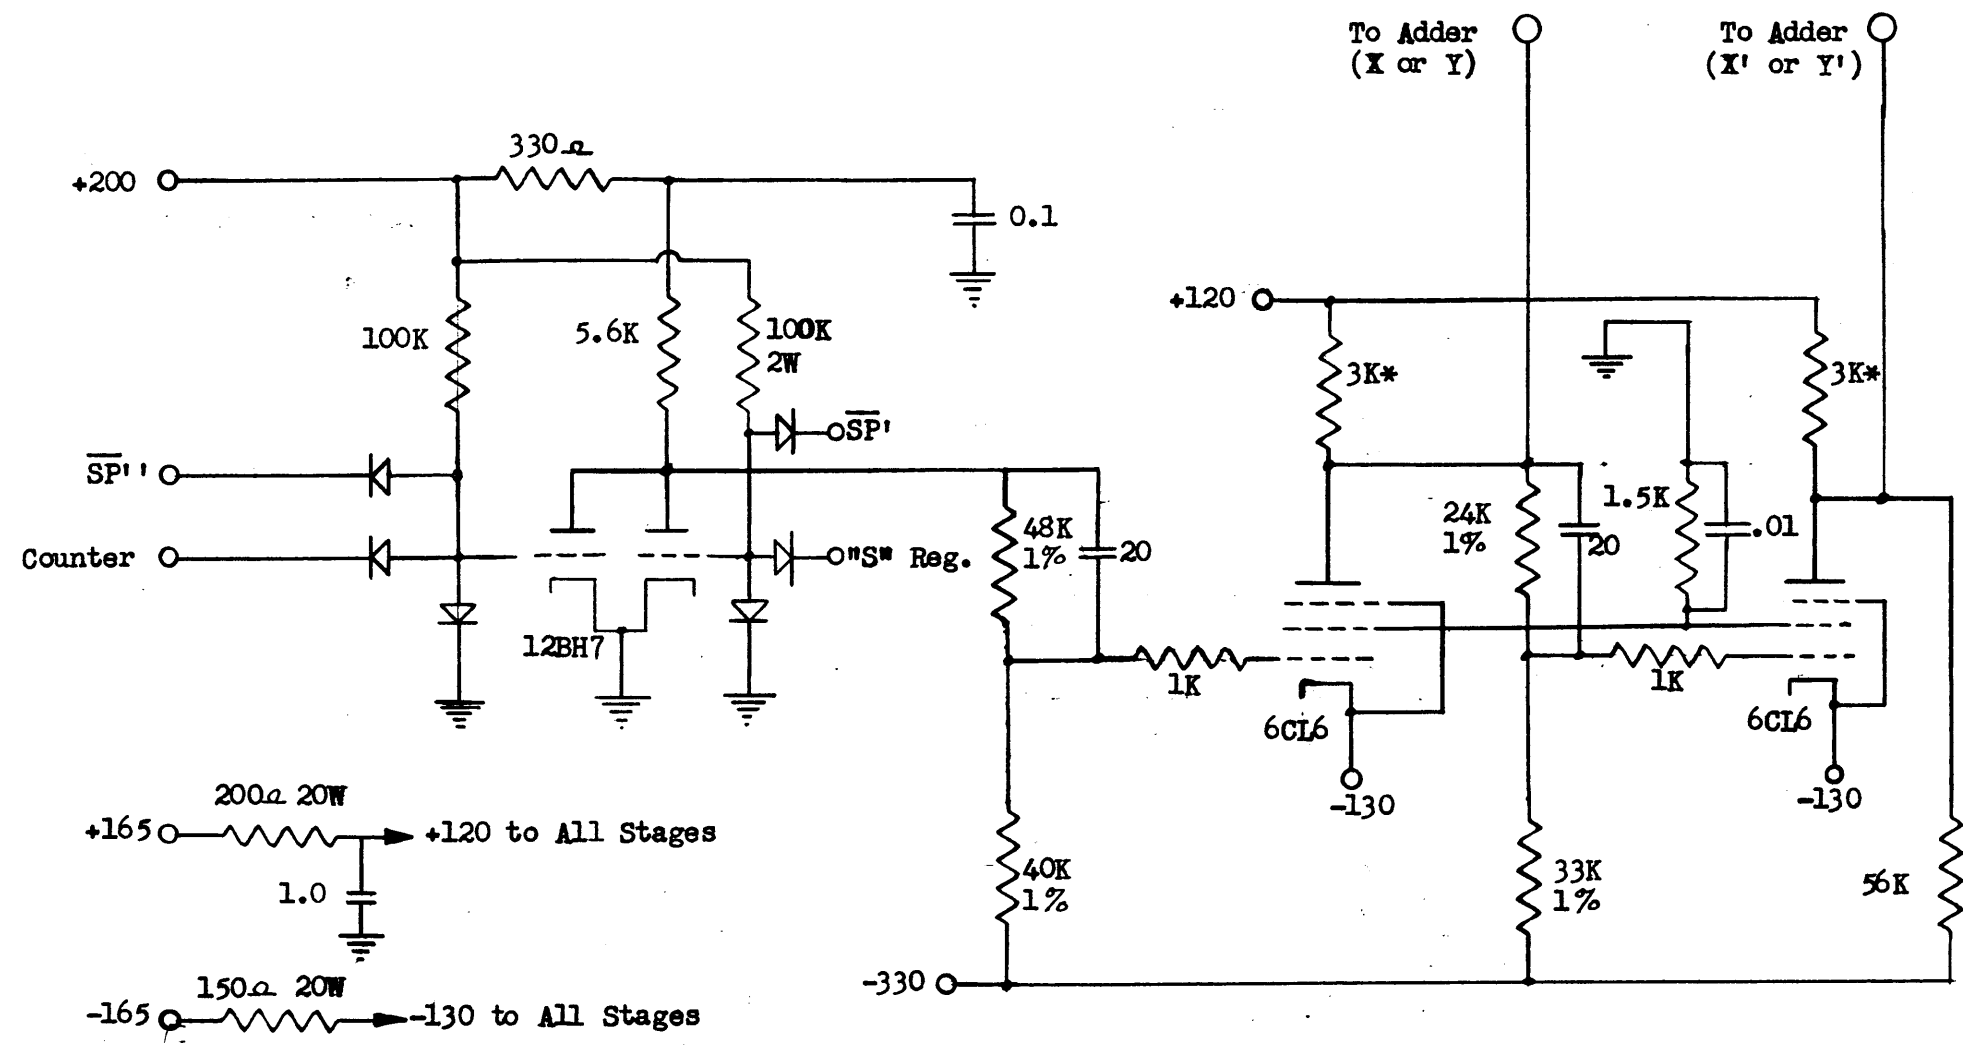 To Adder
(X or Y)
To Adder
(X' or Y')
330Ω
+200
0.1
+120
100K
5.6K
100K
2W
3K*
3K*
S̅P̅'
S̅P̅''
1.5K
.01
24K
1%
20
48K
1%
20
Counter
"S" Reg.
12BH7
1K
1K
6CL6
6CL6
-130
-130
200Ω 20W
+165
+120 to All Stages
1.0
40K
1%
33K
1%
56K
-330
150Ω 20W
-165
-130 to All Stages